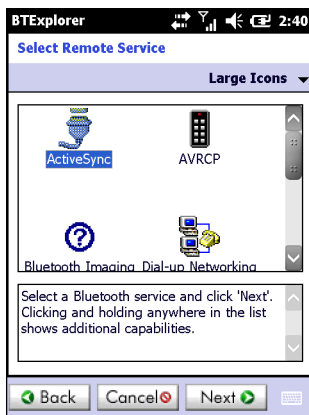 BTExplorer 2:40
Select Remote Service
Large Icons
ActiveSync AVRCP
Bluetooth Imaging Dial-up Networking
Select a Bluetooth service and click 'Next'.
Clicking and holding anywhere in the list
shows additional capabilities.
Back Cancel Next